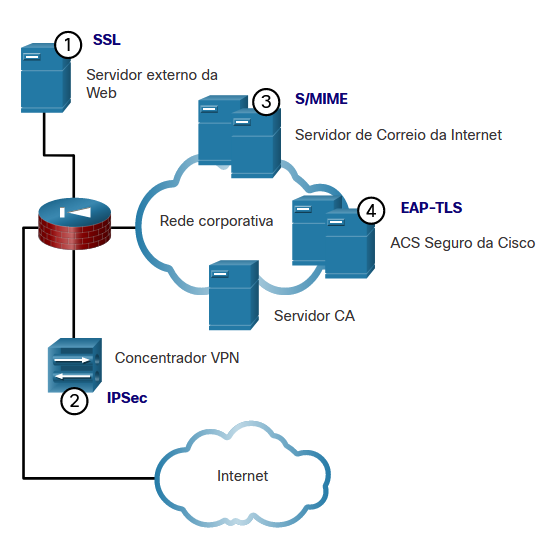 1
SSL
Servidor externo da
Web
3
S/MIME
Servidor de Correio da Internet
4
EAP-TLS
ACS Seguro da Cisco
Rede corporativa
Servidor CA
Concentrador VPN
2
IPSec
Internet